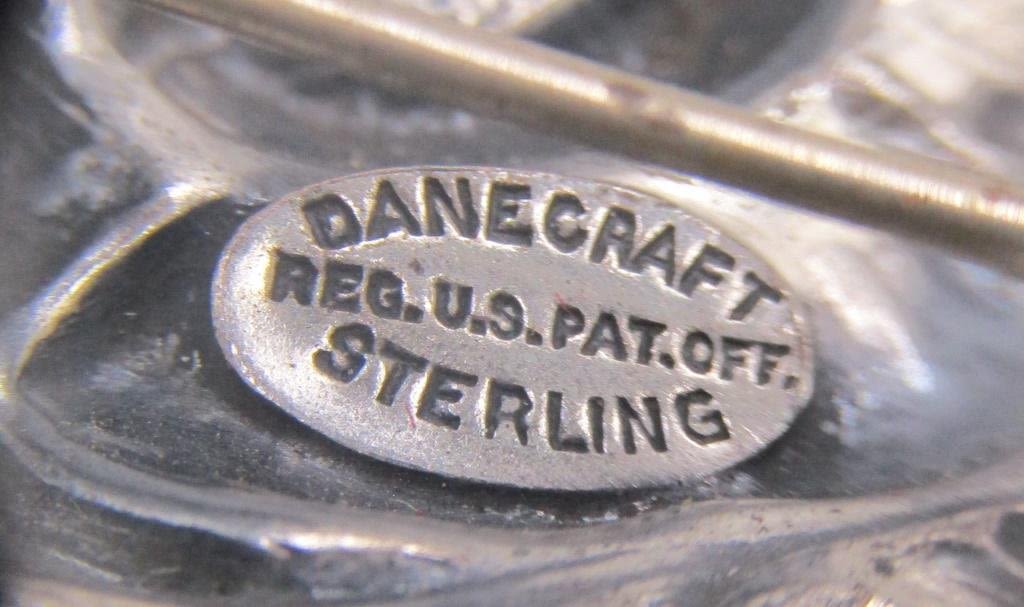 DANECRAFT
REG. U.S. PAT. OFF.
STERLING